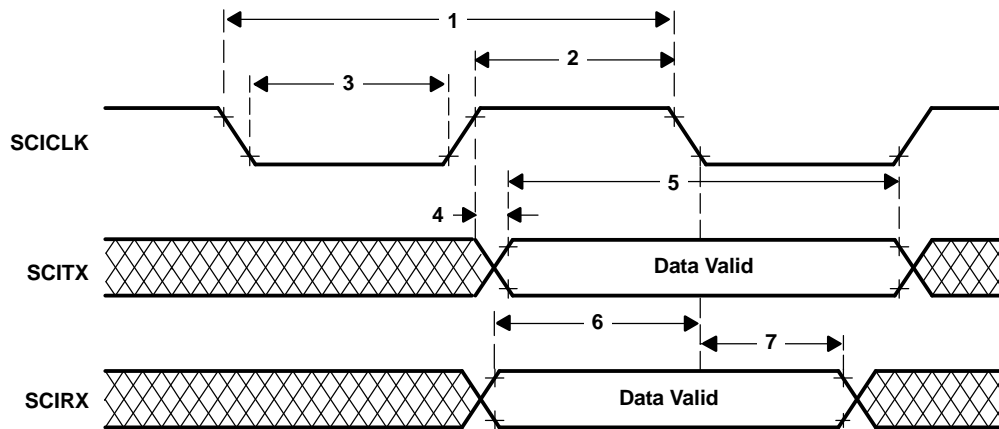 1
2
3
SCICLK
5
4
SCITX
Data Valid
6
7
SCIRX
Data Valid